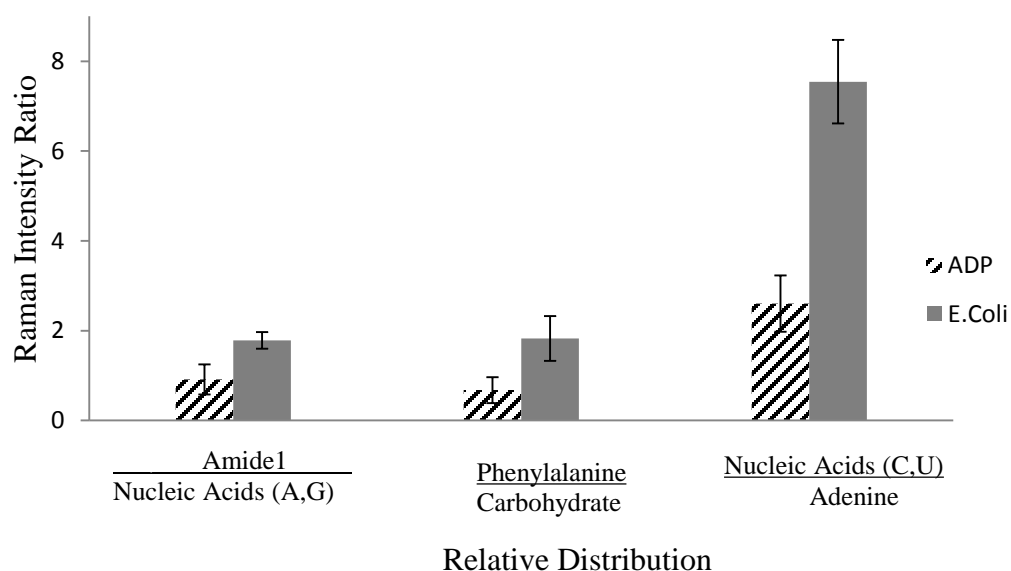 Raman Intensity Ratio
8
6
4
2
0
ADP
E.Coli
Amide1
Nucleic Acids (A,G)
Phenylalanine
Carbohydrate
Nucleic Acids (C,U)
Adenine
Relative Distribution